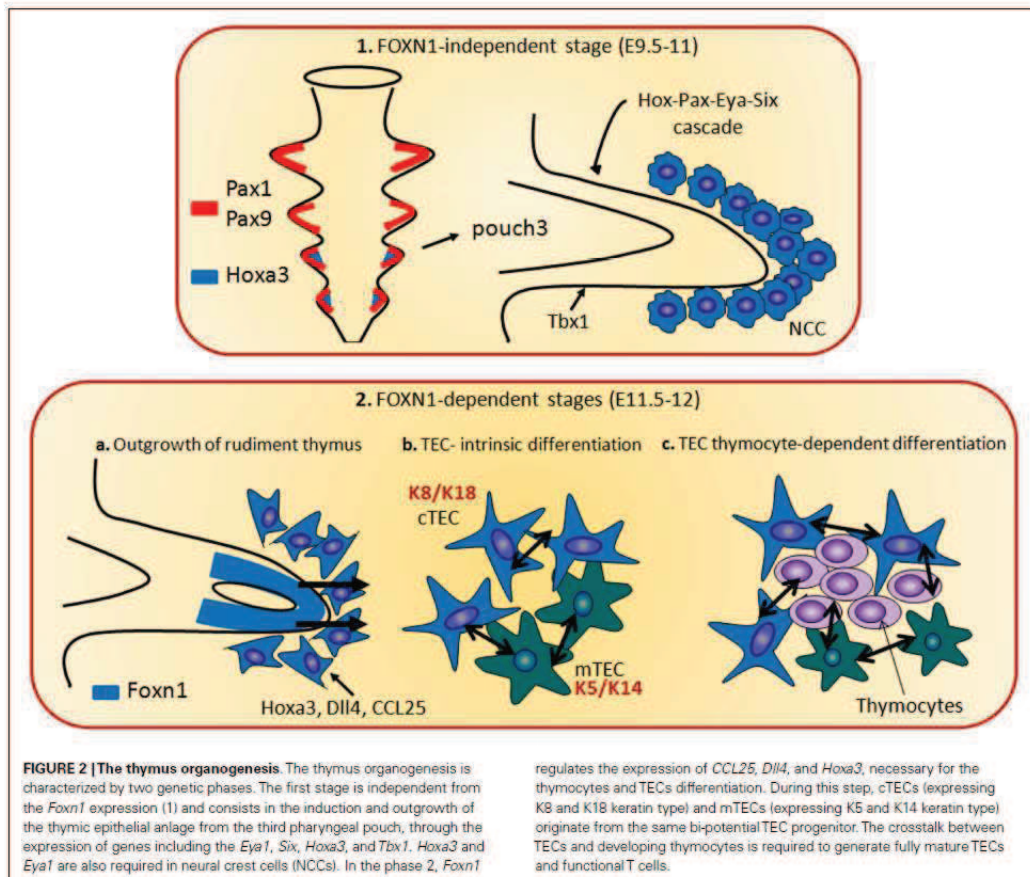 1. FOXN1-independent stage (E9.5-11)
Hox-Pax-Eya-Six
cascade
Pax1
Pax9
pouch3
Hoxa3
Tbx1
NCC
2. FOXN1-dependent stages (E11.5-12)
a. Outgrowth of rudiment thymus
b. TEC- intrinsic differentiation
c. TEC thymocyte-dependent differentiation
K8/K18
cTEC
mTEC
K5/K14
Foxn1
Hoxa3, Dll4, CCL25
Thymocytes
FIGURE 2 | The thymus organogenesis. The thymus organogenesis is
characterized by two genetic phases. The first stage is independent from
the Foxn1 expression (1) and consists in the induction and outgrowth of
the thymic epithelial anlage from the third pharyngeal pouch, through the
expression of genes including the Eya1, Six, Hoxa3, and Tbx1. Hoxa3 and
Eya1 are also required in neural crest cells (NCCs). In the phase 2, Foxn1
regulates the expression of CCL25, Dll4, and Hoxa3, necessary for the
thymocytes and TECs differentiation. During this step, cTECs (expressing
K8 and K18 keratin type) and mTECs (expressing K5 and K14 keratin type)
originate from the same bi-potential TEC progenitor. The crosstalk between
TECs and developing thymocytes is required to generate fully mature TECs
and functional T cells.